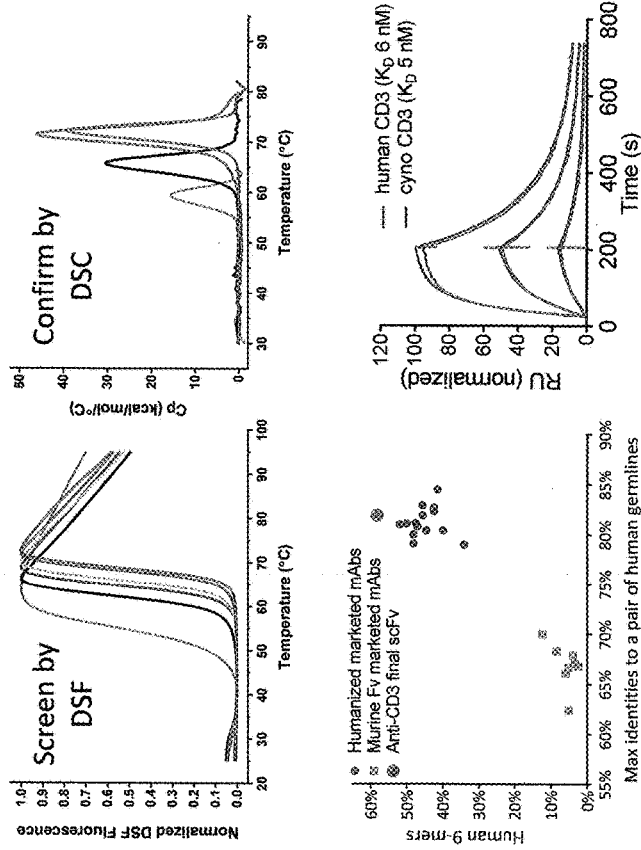 Screen by
DSF
Normalized DSF Fluorescence
1.0
0.9
0.8
0.7
0.6
0.5
0.4
0.3
0.2
0.1
0.0
20 30 40 50 60 70 80 90 100
Temperature (°C)
Confirm by
DSC
Cp (kcal/mol/°C)
50
40
30
20
10
0
30 40 50 60 70 80 90
Temperature (°C)
Human 9-mers
60%
50%
40%
30%
20%
10%
0%
Humanized marketed mAbs
Murine Fv marketed mAbs
Anti-CD3 final scFv
55% 60% 65% 70% 75% 80% 85% 90%
Max identities to a pair of human germlines
RU (normalized)
120
100
80
60
40
20
0
human CD3 (KD 6 nM)
cyno CD3 (KD 5 nM)
0 200 400 600 800
Time (s)